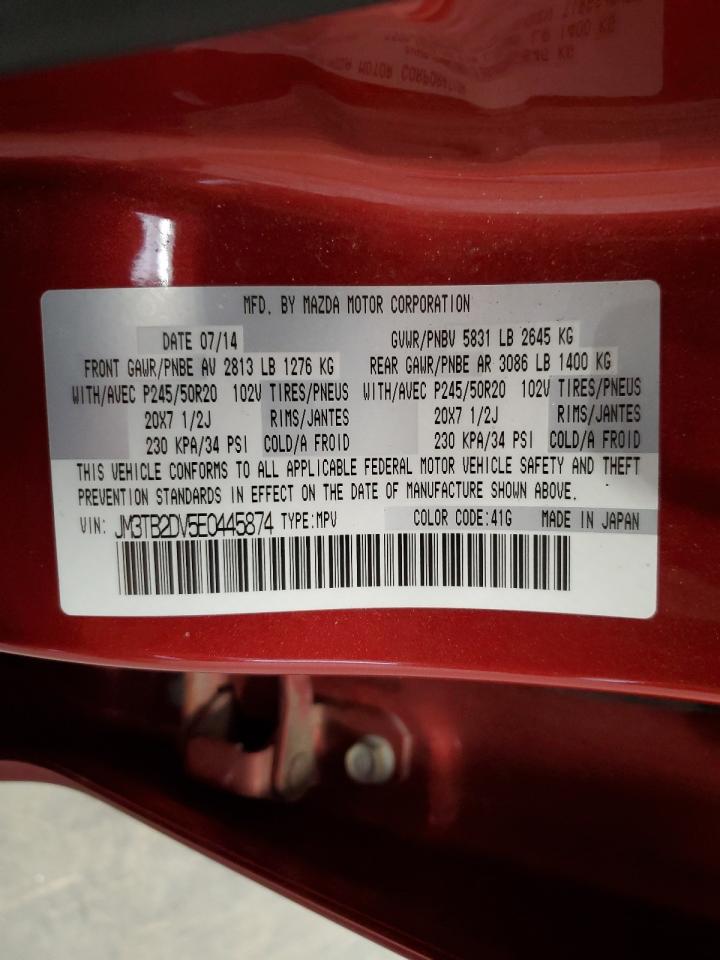 MFD. BY MAZDA MOTOR CORPORATION
DATE 07/14 GVWR/PNBV 5831 LB 2645 KG
FRONT GAWR/PNBE AV 2813 LB 1276 KG REAR GAWR/PNBE AR 3086 LB 1400 KG
WITH/AVEC P245/50R20 102V TIRES/PNEUS WITH/AVEC P245/50R20 102V TIRES/PNEUS
20X7 1/2J RIMS/JANTES 20X7 1/2J RIMS/JANTES
230 KPA/34 PSI COLD/A FROID 230 KPA/34 PSI COLD/A FROID
THIS VEHICLE CONFORMS TO ALL APPLICABLE FEDERAL MOTOR VEHICLE SAFETY AND THEFT
PREVENTION STANDARDS IN EFFECT ON THE DATE OF MANUFACTURE SHOWN ABOVE.
VIN: JM3TB2DV5E0445874 TYPE:MPV COLOR CODE:41G MADE IN JAPAN